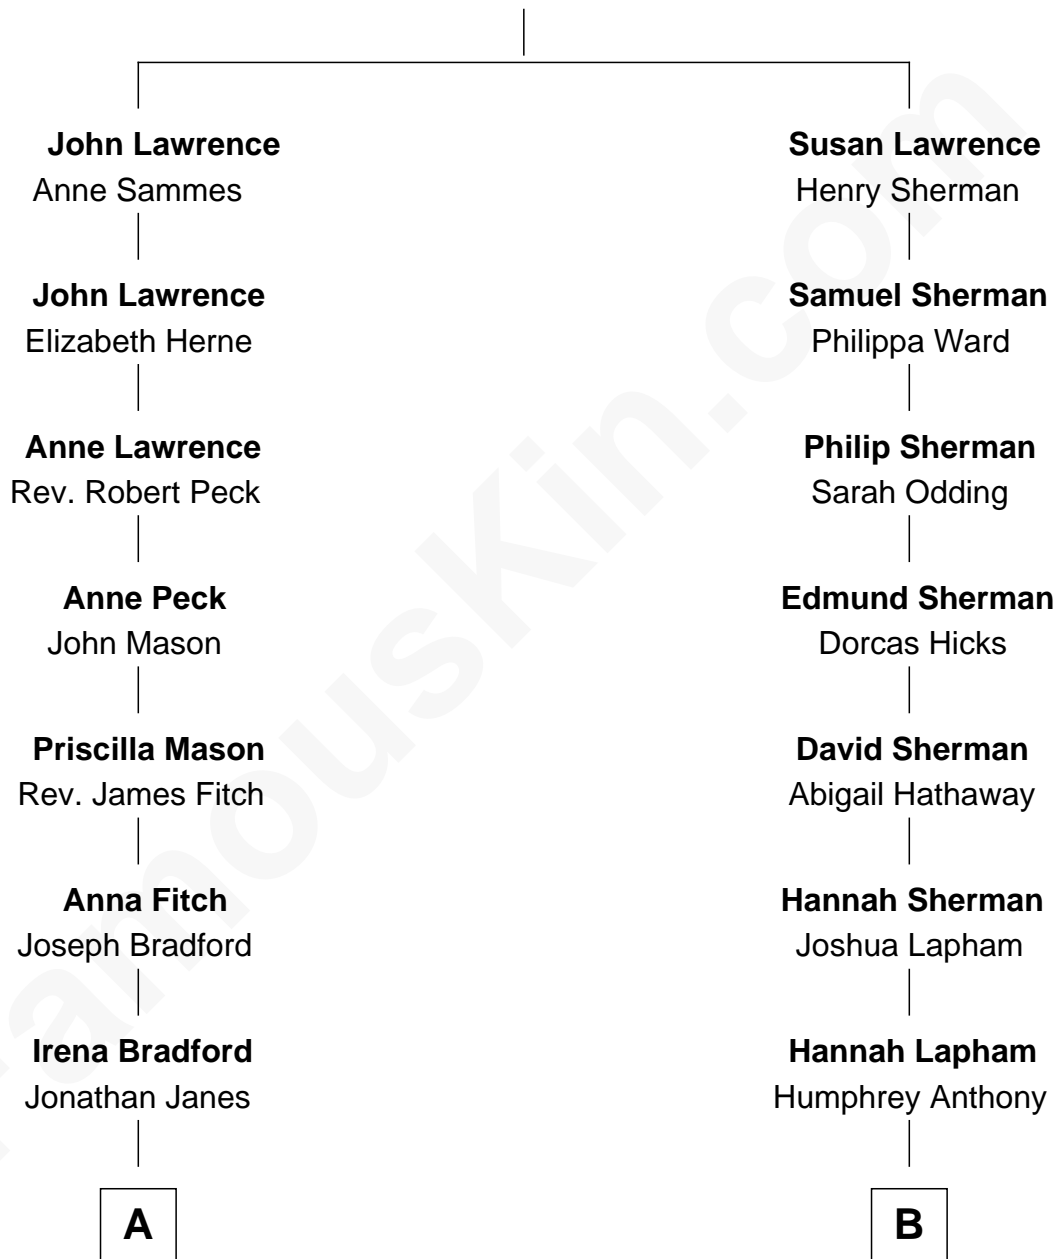 John Lawrence
Anne Sammes
John Lawrence
Elizabeth Herne
Anne Lawrence
Rev. Robert Peck
Anne Peck
John Mason
Priscilla Mason
Rev. James Fitch
Anna Fitch
Joseph Bradford
Irena Bradford
Jonathan Janes
A
Susan Lawrence
Henry Sherman
Samuel Sherman
Philippa Ward
Philip Sherman
Sarah Odding
Edmund Sherman
Dorcas Hicks
David Sherman
Abigail Hathaway
Hannah Sherman
Joshua Lapham
Hannah Lapham
Humphrey Anthony
B
FamousKin.com